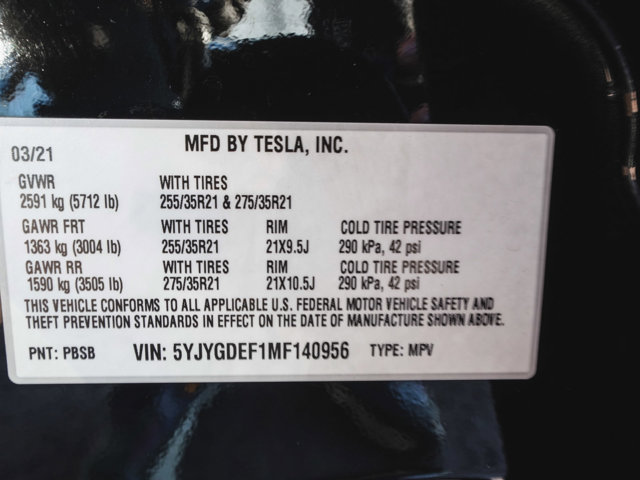 MFD BY TESLA, INC.
03/21
GVWR WITH TIRES
2591 kg (5712 lb) 255/35R21 & 275/35R21
GAWR FRT WITH TIRES RIM COLD TIRE PRESSURE
1363 kg (3004 lb) 255/35R21 21X9.5J 290 kPa, 42 psi
GAWR RR WITH TIRES RIM COLD TIRE PRESSURE
1590 kg (3505 lb) 275/35R21 21X10.5J 290 kPa, 42 psi
THIS VEHICLE CONFORMS TO ALL APPLICABLE U.S. FEDERAL MOTOR VEHICLE SAFETY AND
THEFT PREVENTION STANDARDS IN EFFECT ON THE DATE OF MANUFACTURE SHOWN ABOVE.
PNT: PBSB VIN: 5YJYGDEF1MF140956 TYPE: MPV